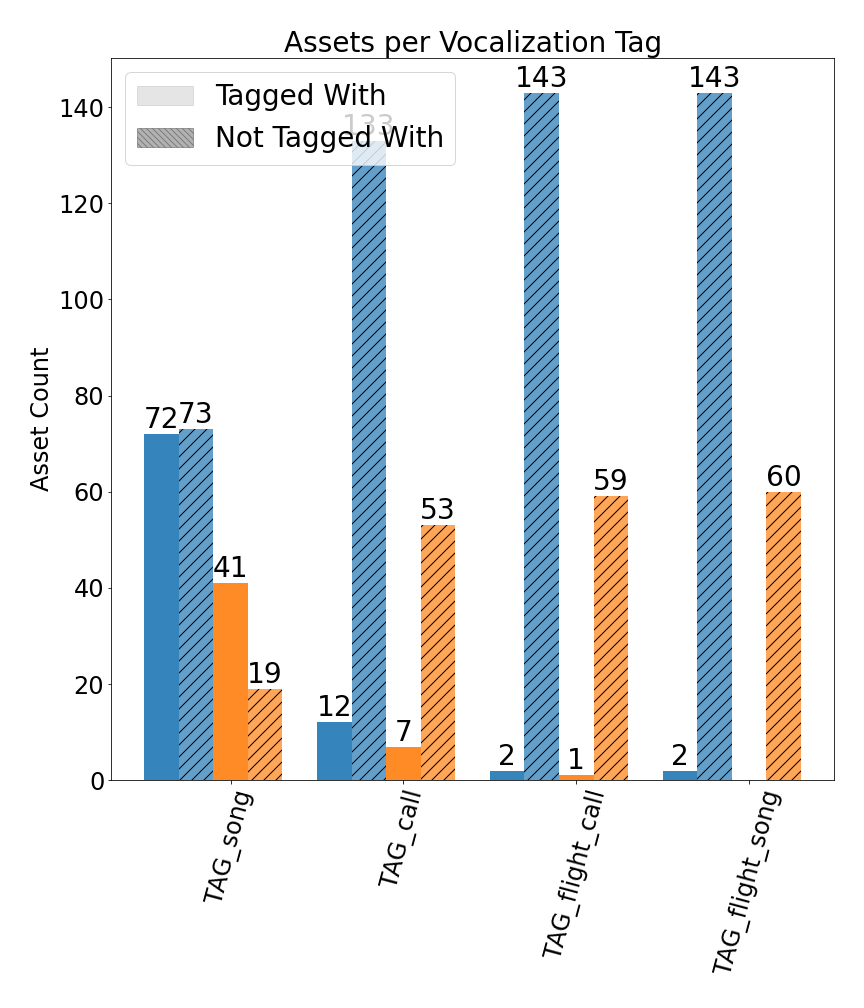 Assets per Vocalization Tag
Tagged With
Not Tagged With
Asset Count
140
120
100
80
60
40
20
0
72
73
41
19
12
133
7
53
2
143
1
59
2
143
60
TAG_song
TAG_call
TAG_flight_call
TAG_flight_song